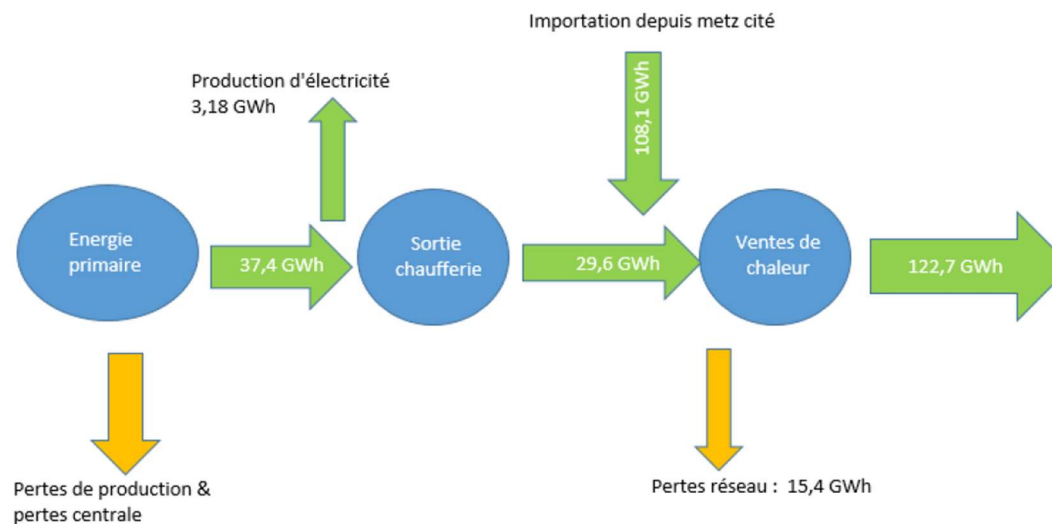 Importation depuis metz cité
Production d'électricité
3,18 GWh
108,1 GWh
Energie
primaire
37,4 GWh
Sortie
chaufferie
29,6 GWh
Ventes de
chaleur
122,7 GWh
Pertes de production &
pertes centrale
Pertes réseau :  15,4 GWh